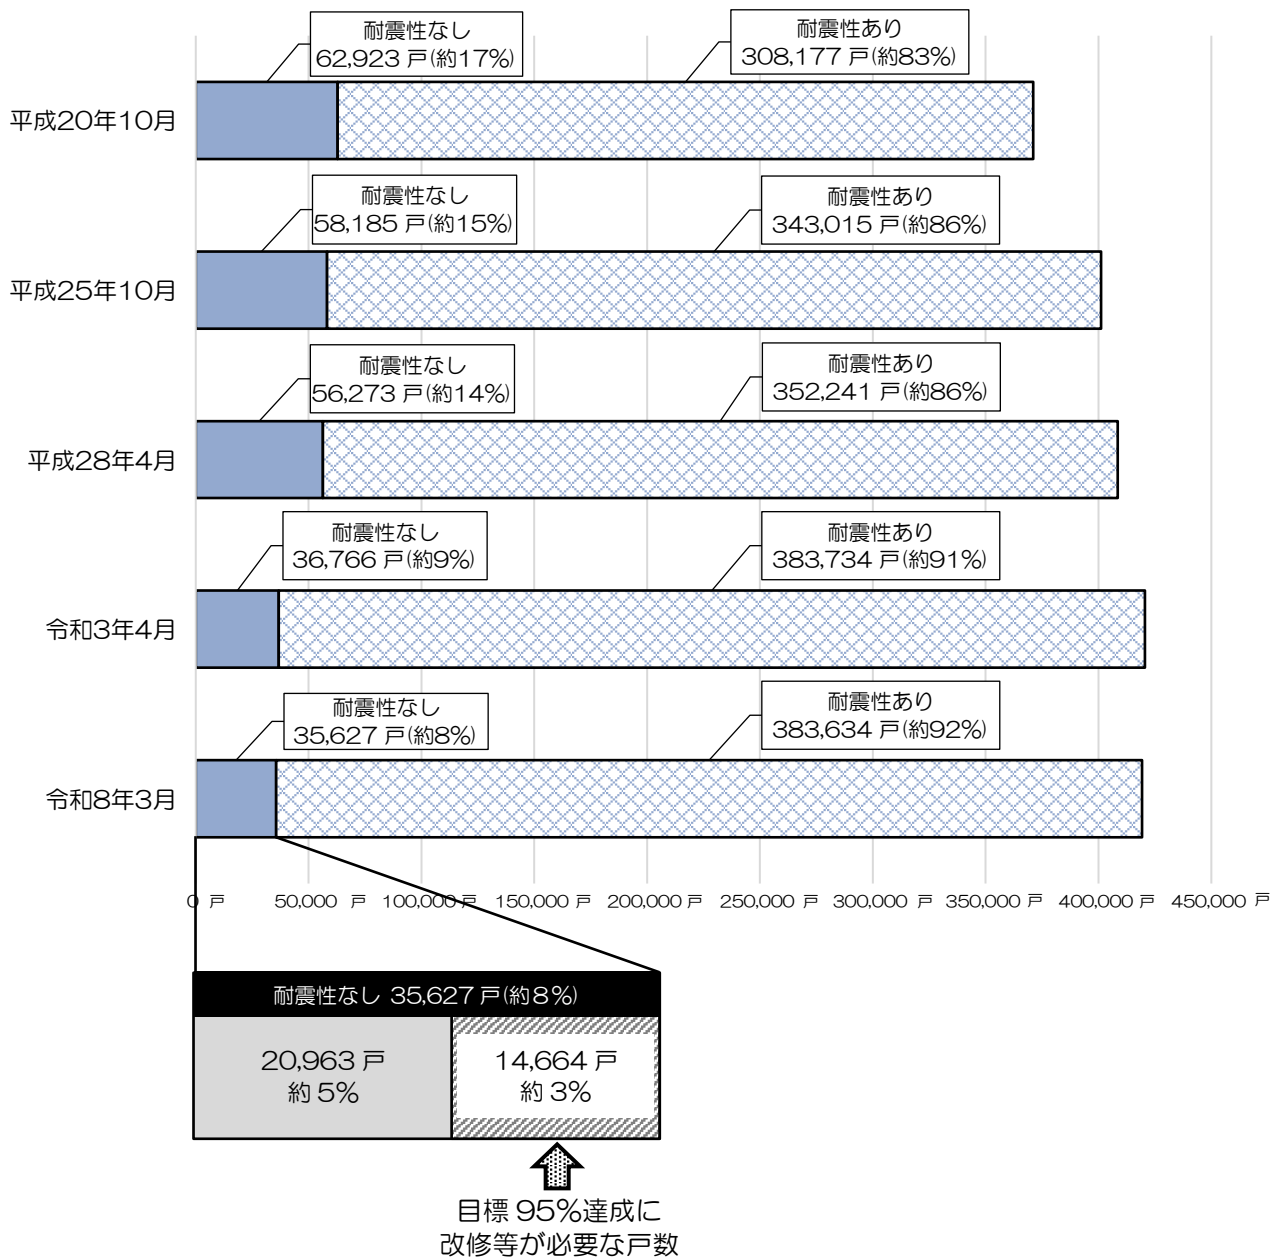 耐震性なし
62,923 戸(約17%)
耐震性あり
308,177 戸(約83%)
平成20年10月
耐震性なし
58,185 戸(約15%)
耐震性あり
343,015 戸(約86%)
平成25年10月
耐震性なし
56,273 戸(約14%)
耐震性あり
352,241 戸(約86%)
平成28年4月
耐震性なし
36,766 戸(約9%)
耐震性あり
383,734 戸(約91%)
令和3年4月
耐震性なし
35,627 戸(約8%)
耐震性あり
383,634 戸(約92%)
令和8年3月
0 戸 50,000 戸 100,000 戸 150,000 戸 200,000 戸 250,000 戸 300,000 戸 350,000 戸 400,000 戸 450,000 戸
耐震性なし 35,627 戸(約8%)
20,963 戸
約 5%
14,664 戸
約 3%
目標 95%達成に
改修等が必要な戸数